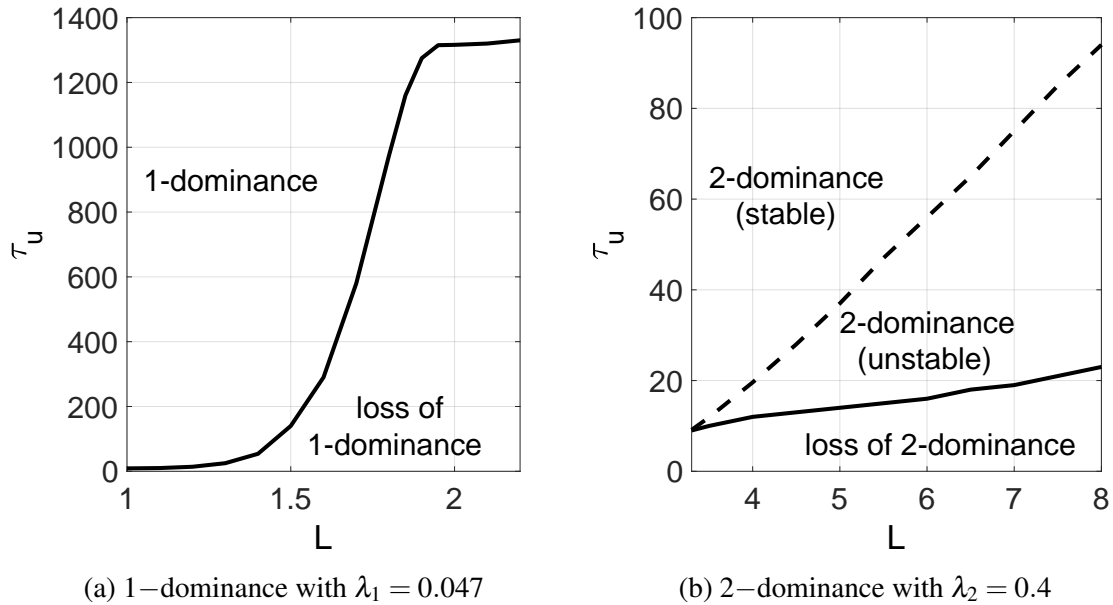 1400
1200
1000
800
600
400
200
0
τ_u
1-dominance
loss of
1-dominance
1
1.5
2
L
(a) 1−dominance with λ₁ = 0.047
100
80
60
40
20
0
τ_u
2-dominance
(stable)
2-dominance
(unstable)
loss of 2-dominance
4
5
6
7
8
L
(b) 2−dominance with λ₂ = 0.4